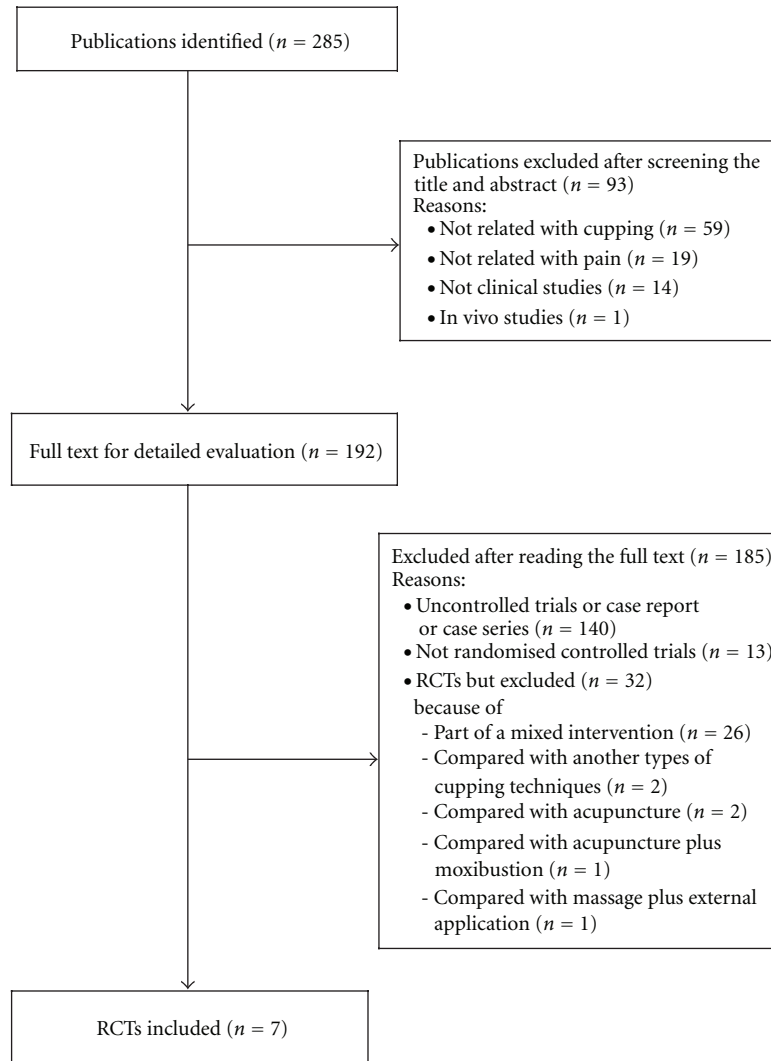 Publications identified (n = 285)
Publications excluded after screening the
title and abstract (n = 93)
Reasons:
• Not related with cupping (n = 59)
• Not related with pain (n = 19)
• Not clinical studies (n = 14)
• In vivo studies (n = 1)
Full text for detailed evaluation (n = 192)
Excluded after reading the full text (n = 185)
Reasons:
• Uncontrolled trials or case report
or case series (n = 140)
• Not randomised controlled trials (n = 13)
• RCTs but excluded (n = 32)
because of
- Part of a mixed intervention (n = 26)
- Compared with another types of
cupping techniques (n = 2)
- Compared with acupuncture (n = 2)
- Compared with acupuncture plus
moxibustion (n = 1)
- Compared with massage plus external
application (n = 1)
RCTs included (n = 7)